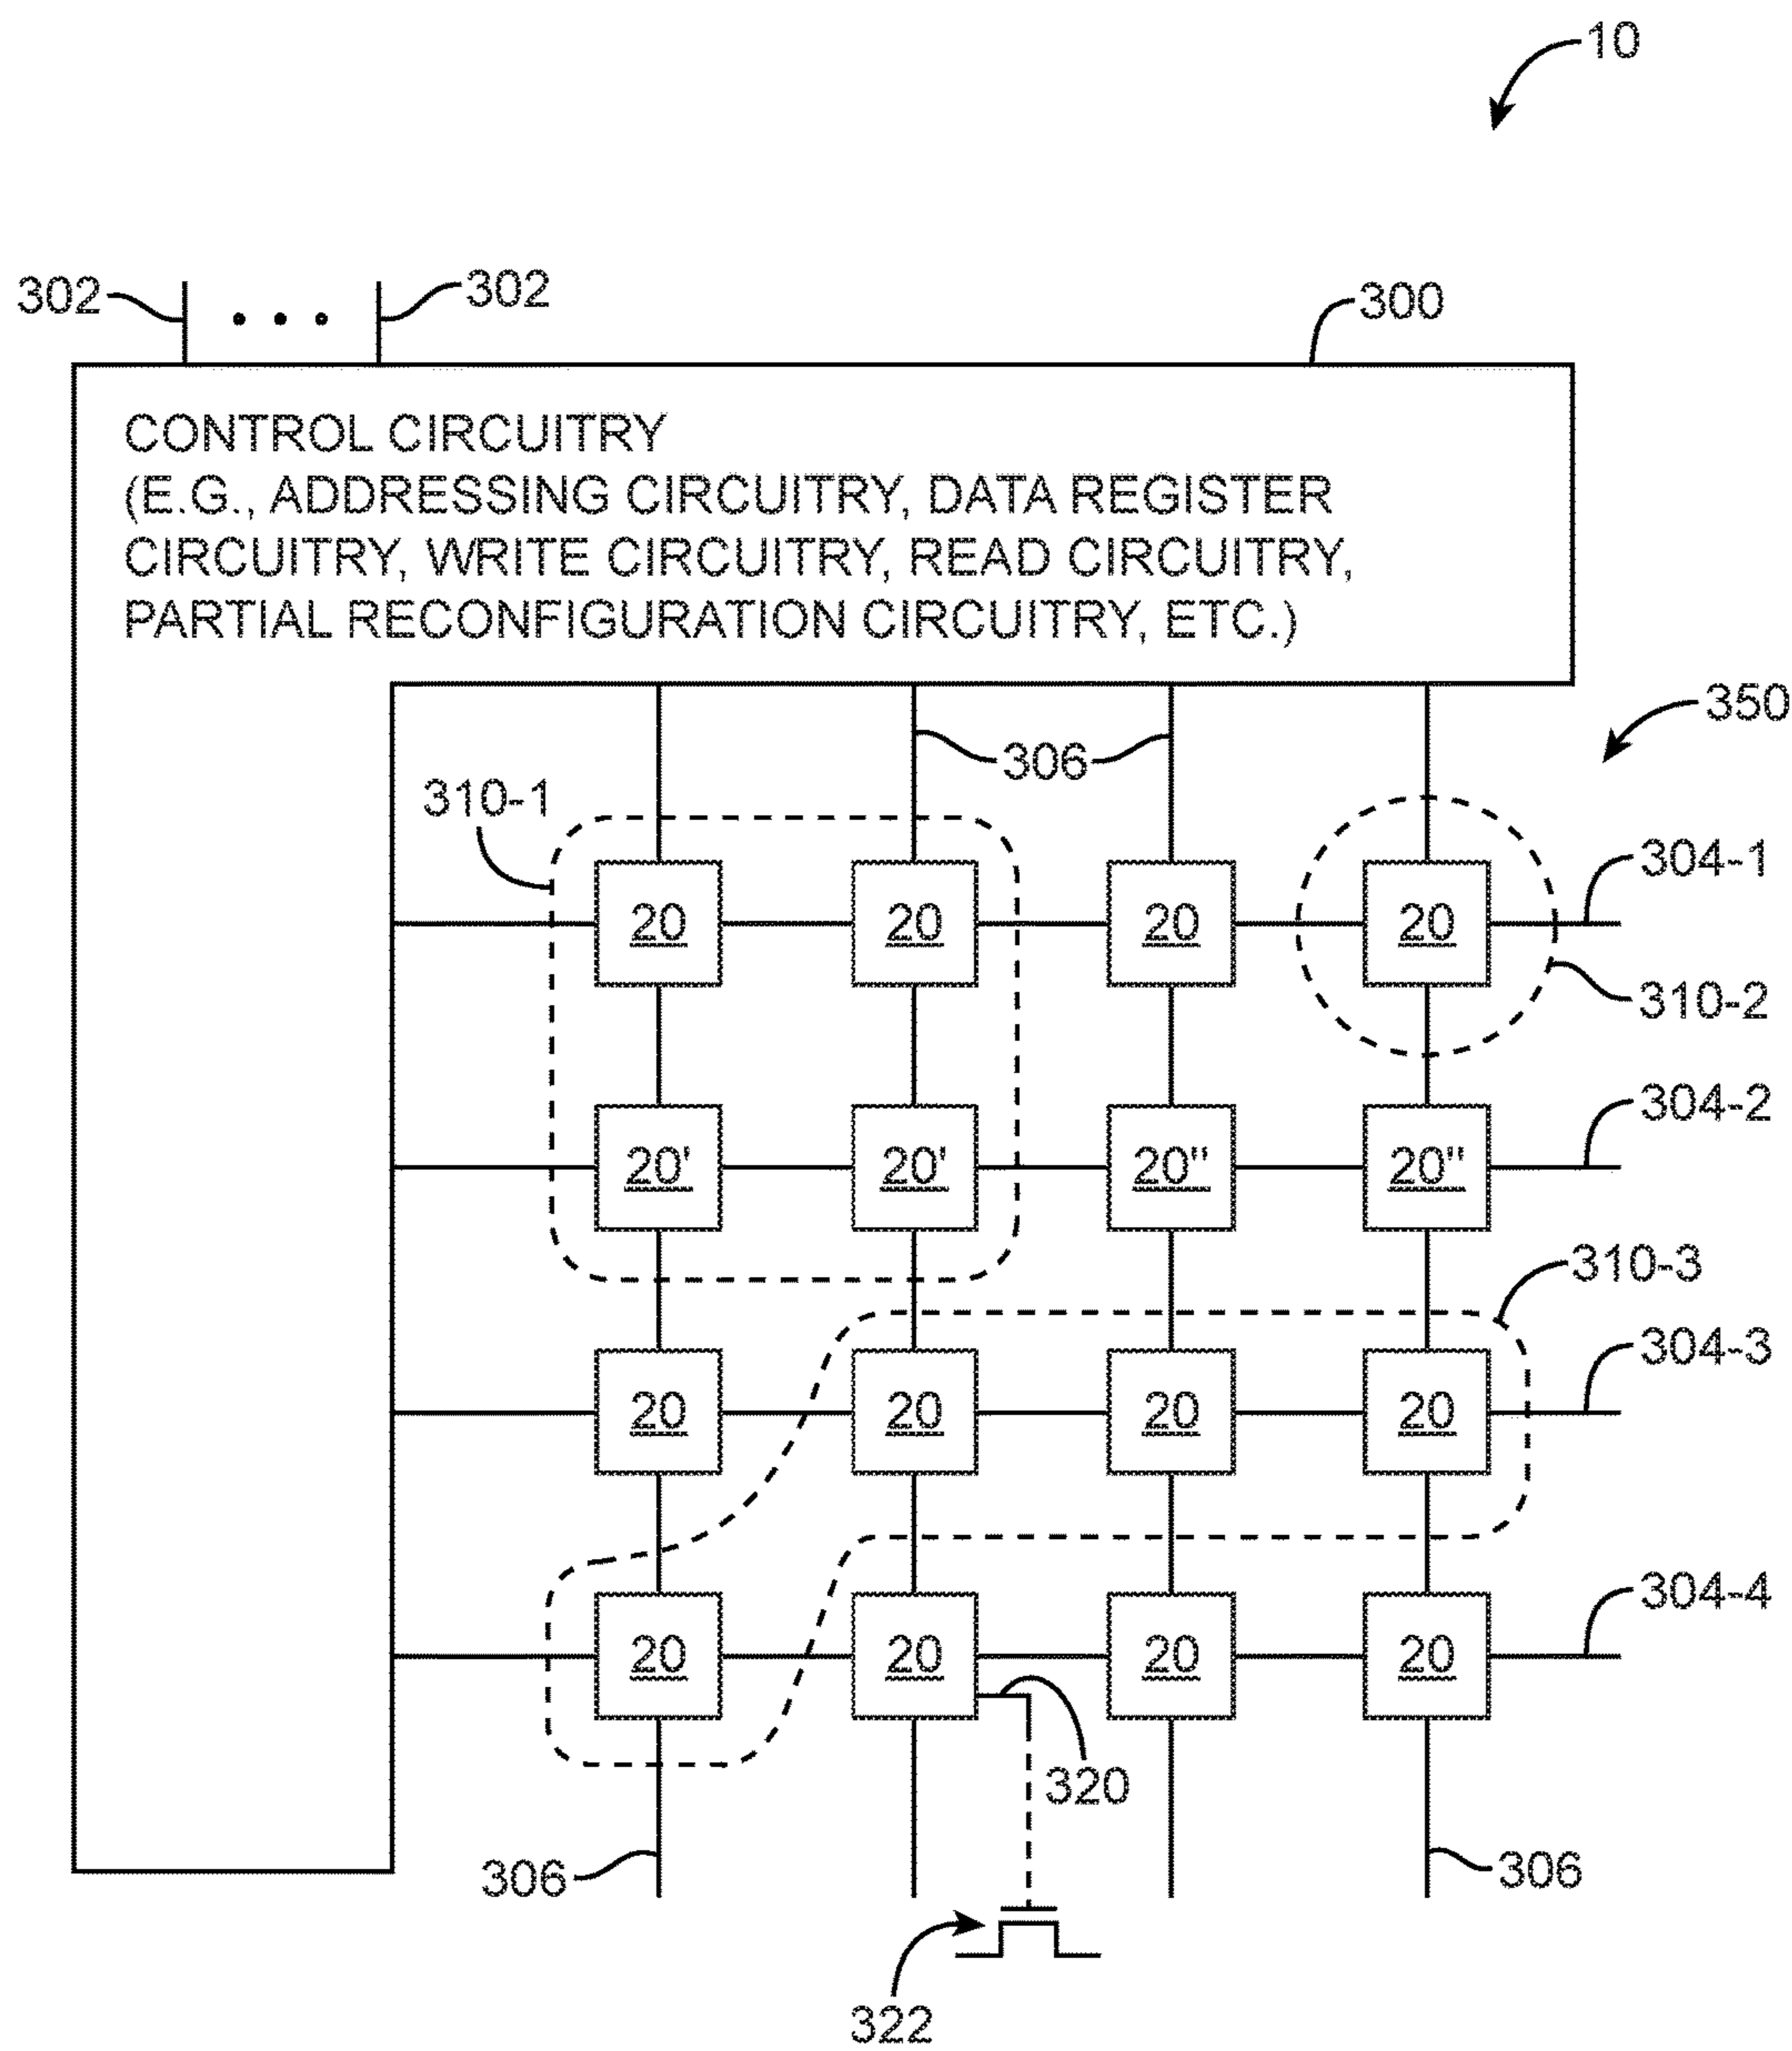 10
302 302 300
CONTROL CIRCUITRY
(E.G., ADDRESSING CIRCUITRY, DATA REGISTER
CIRCUITRY, WRITE CIRCUITRY, READ CIRCUITRY,
PARTIAL RECONFIGURATION CIRCUITRY, ETC.)
350
306
310-1
304-1
20 20 20 20
310-2
304-2
20' 20' 20" 20"
310-3
304-3
20 20 20 20
304-4
20 20 20 20
320
306 306
322